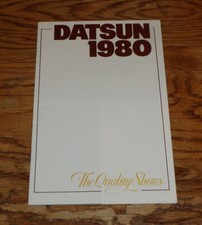 DATSUN
1980
The Quality Shows.